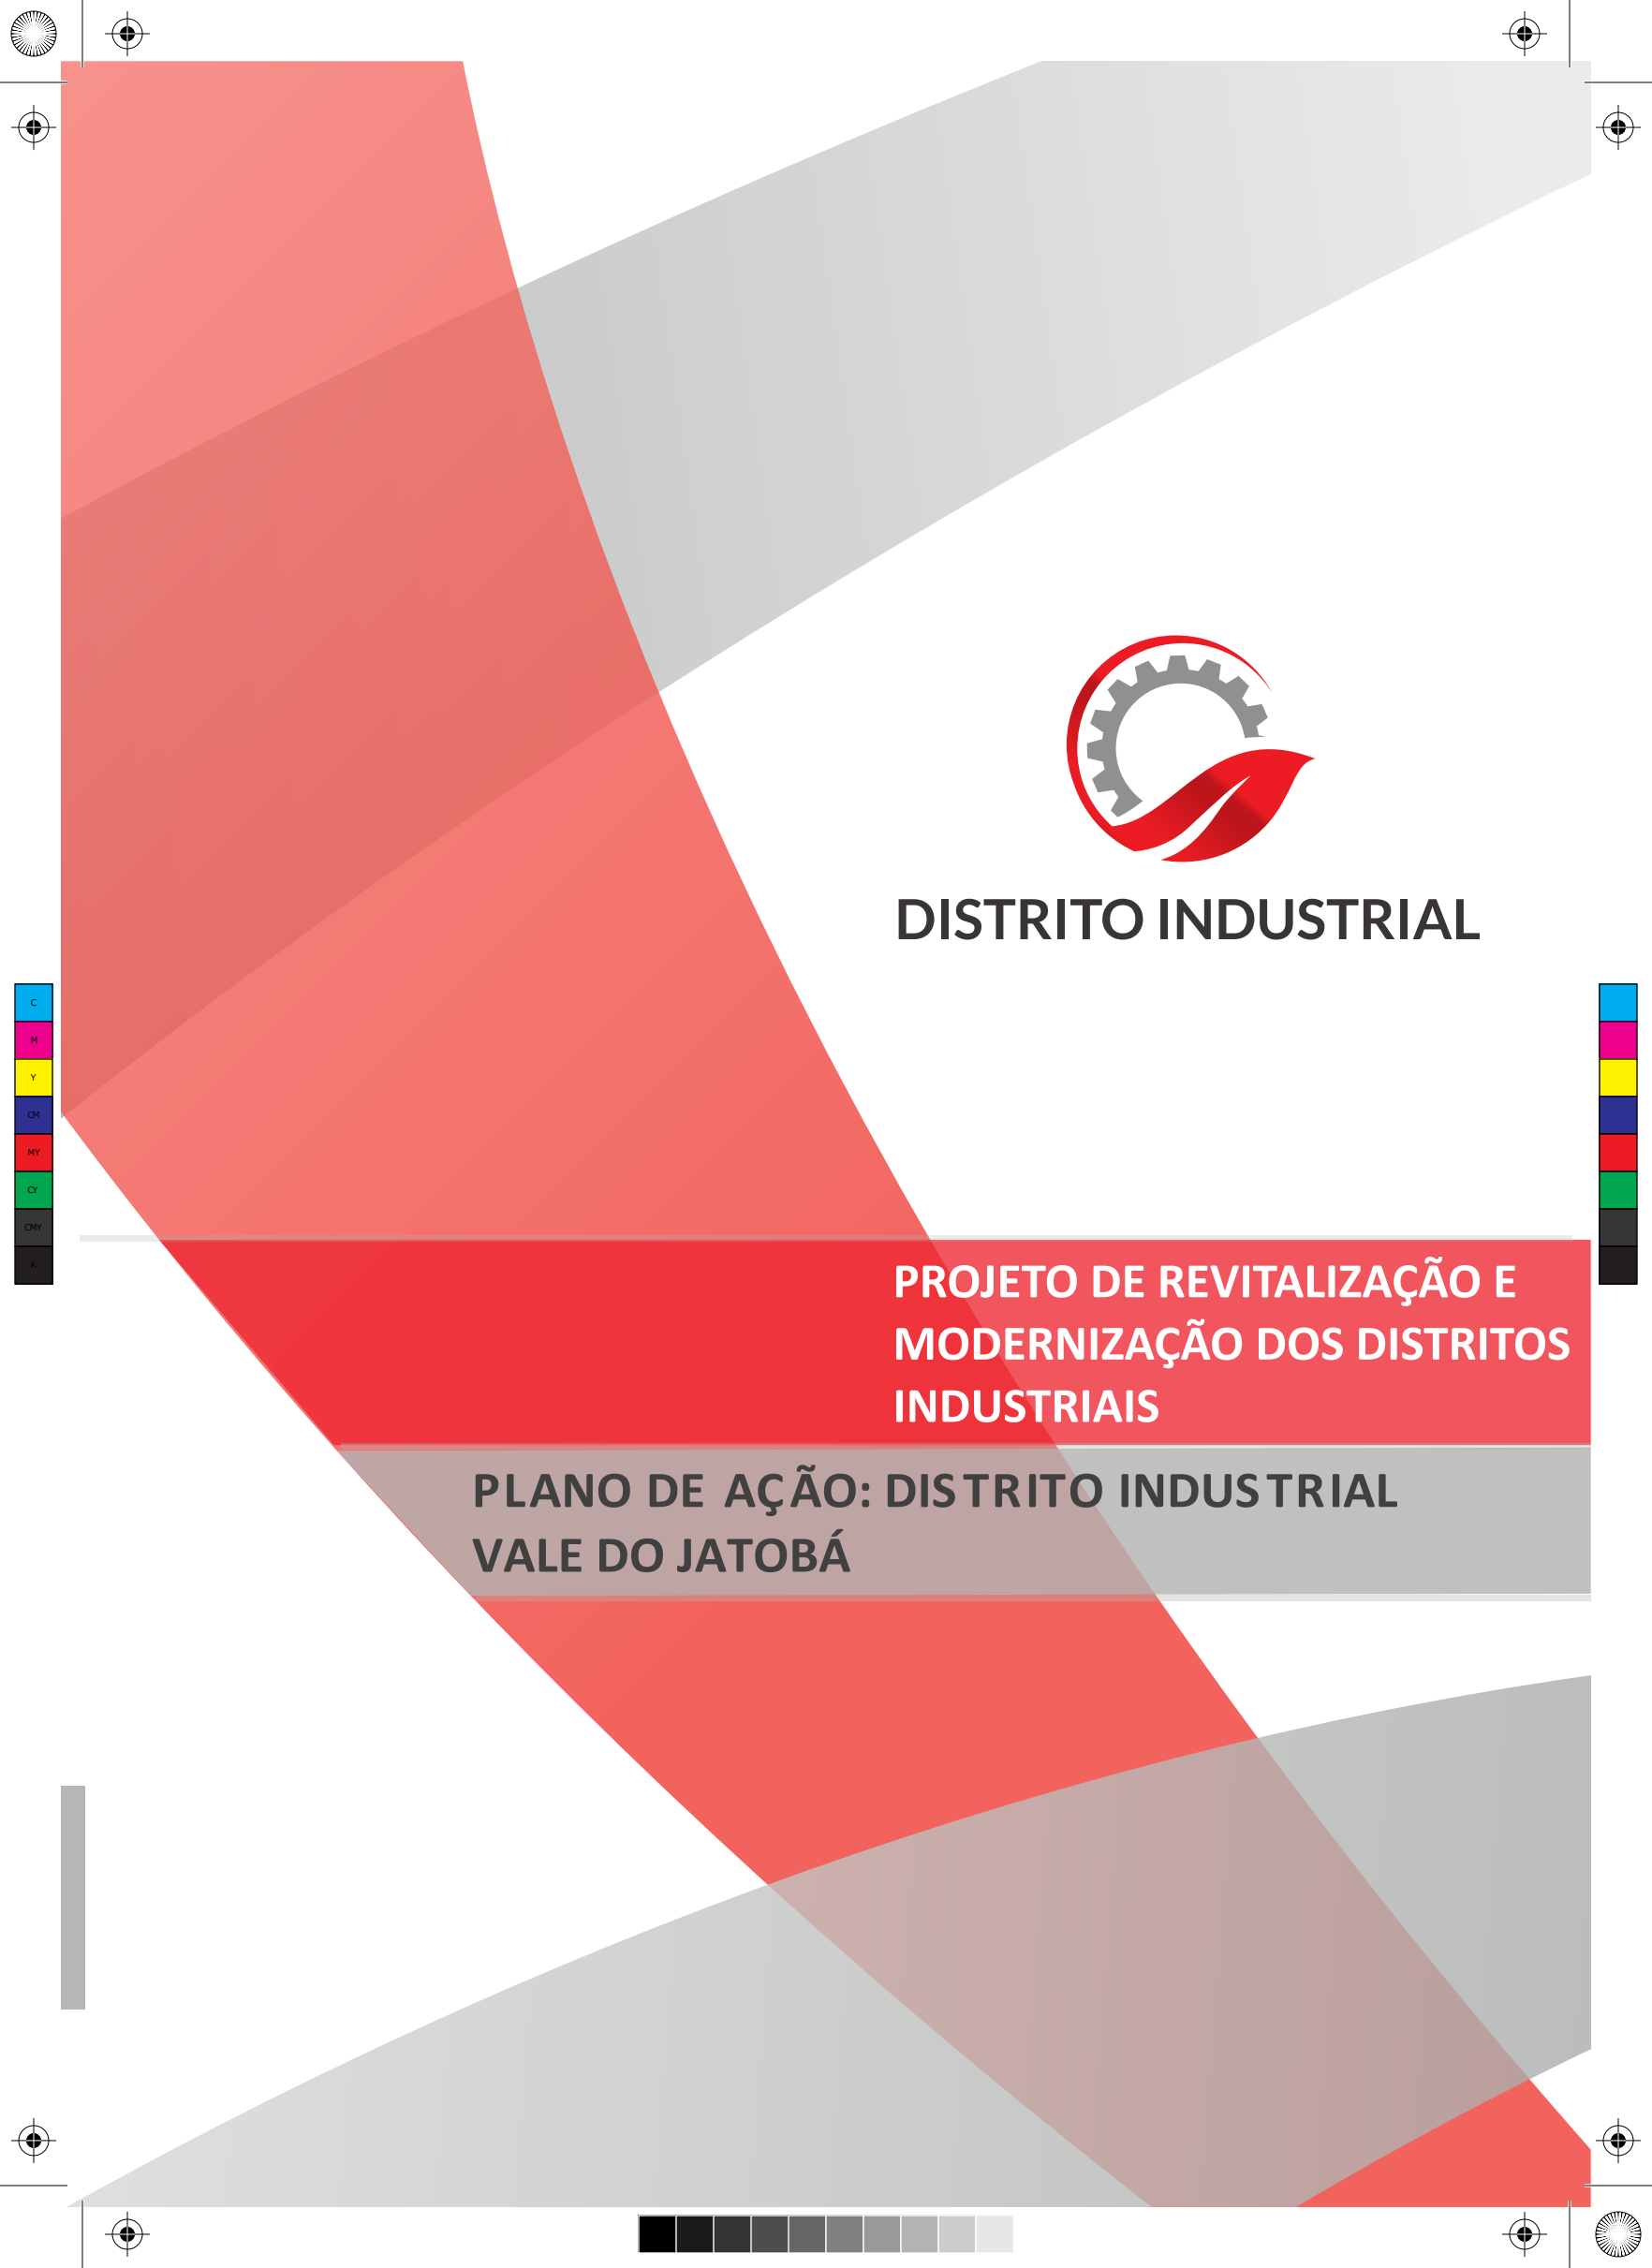 DISTRITO INDUSTRIAL
C
M
Y
CM
MY
CY
CMY
K
PROJETO DE REVITALIZAÇÃO E
MODERNIZAÇÃO DOS DISTRITOS
INDUSTRIAIS
PLANO DE AÇÃO: DISTRITO INDUSTRIAL
VALE DO JATOBÁ